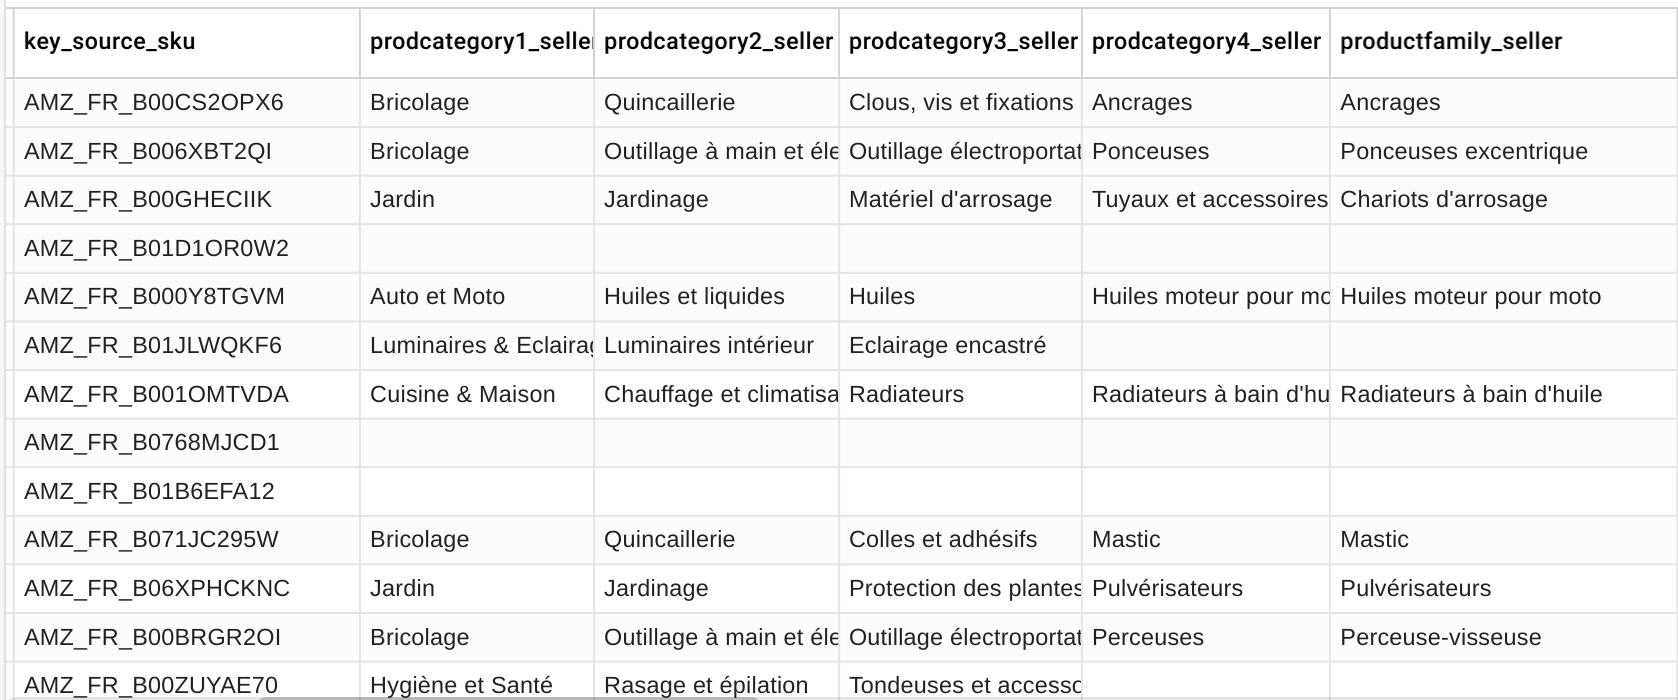 key_source_sku prodcategory1_seller prodcategory2_seller prodcategory3_seller prodcategory4_seller productfamily_seller
AMZ_FR_B00CS2OPX6 Bricolage Quincaillerie Clous, vis et fixations Ancrages Ancrages
AMZ_FR_B006XBT2QI Bricolage Outillage à main et éle Outillage électroportat Ponceuses Ponceuses excentrique
AMZ_FR_B00GHECIIK Jardin Jardinage Matériel d'arrosage Tuyaux et accessoires Chariots d'arrosage
AMZ_FR_B01D1OR0W2
AMZ_FR_B000Y8TGVM Auto et Moto Huiles et liquides Huiles Huiles moteur pour mo Huiles moteur pour moto
AMZ_FR_B01JLWQKF6 Luminaires & Eclairag Luminaires intérieur Eclairage encastré
AMZ_FR_B001OMTVDA Cuisine & Maison Chauffage et climatisa Radiateurs Radiateurs à bain d'hu Radiateurs à bain d'huile
AMZ_FR_B0768MJCD1
AMZ_FR_B01B6EFA12
AMZ_FR_B071JC295W Bricolage Quincaillerie Colles et adhésifs Mastic Mastic
AMZ_FR_B06XPHCKNC Jardin Jardinage Protection des plantes Pulvérisateurs Pulvérisateurs
AMZ_FR_B00BRGR2OI Bricolage Outillage à main et éle Outillage électroportat Perceuses Perceuse-visseuse
AMZ_FR_B00ZUYAE70 Hygiène et Santé Rasage et épilation Tondeuses et accesso